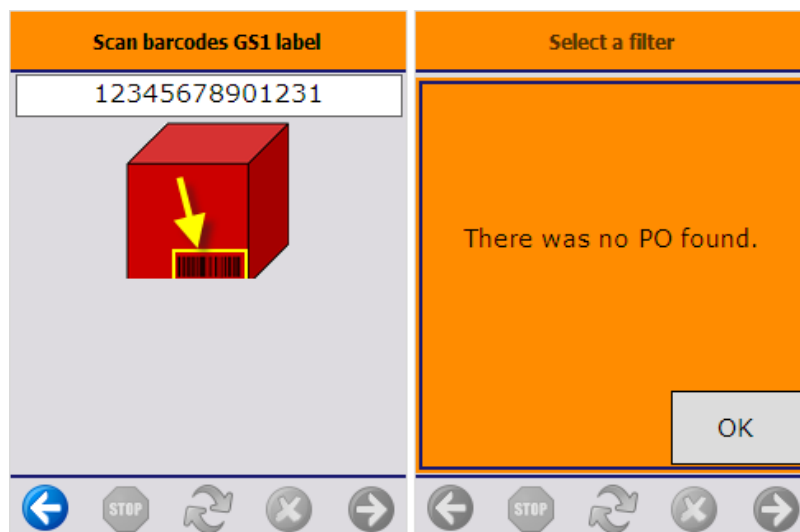 Scan barcodes GS1 label
12345678901231
STOP
Select a filter
There was no PO found.
OK
STOP